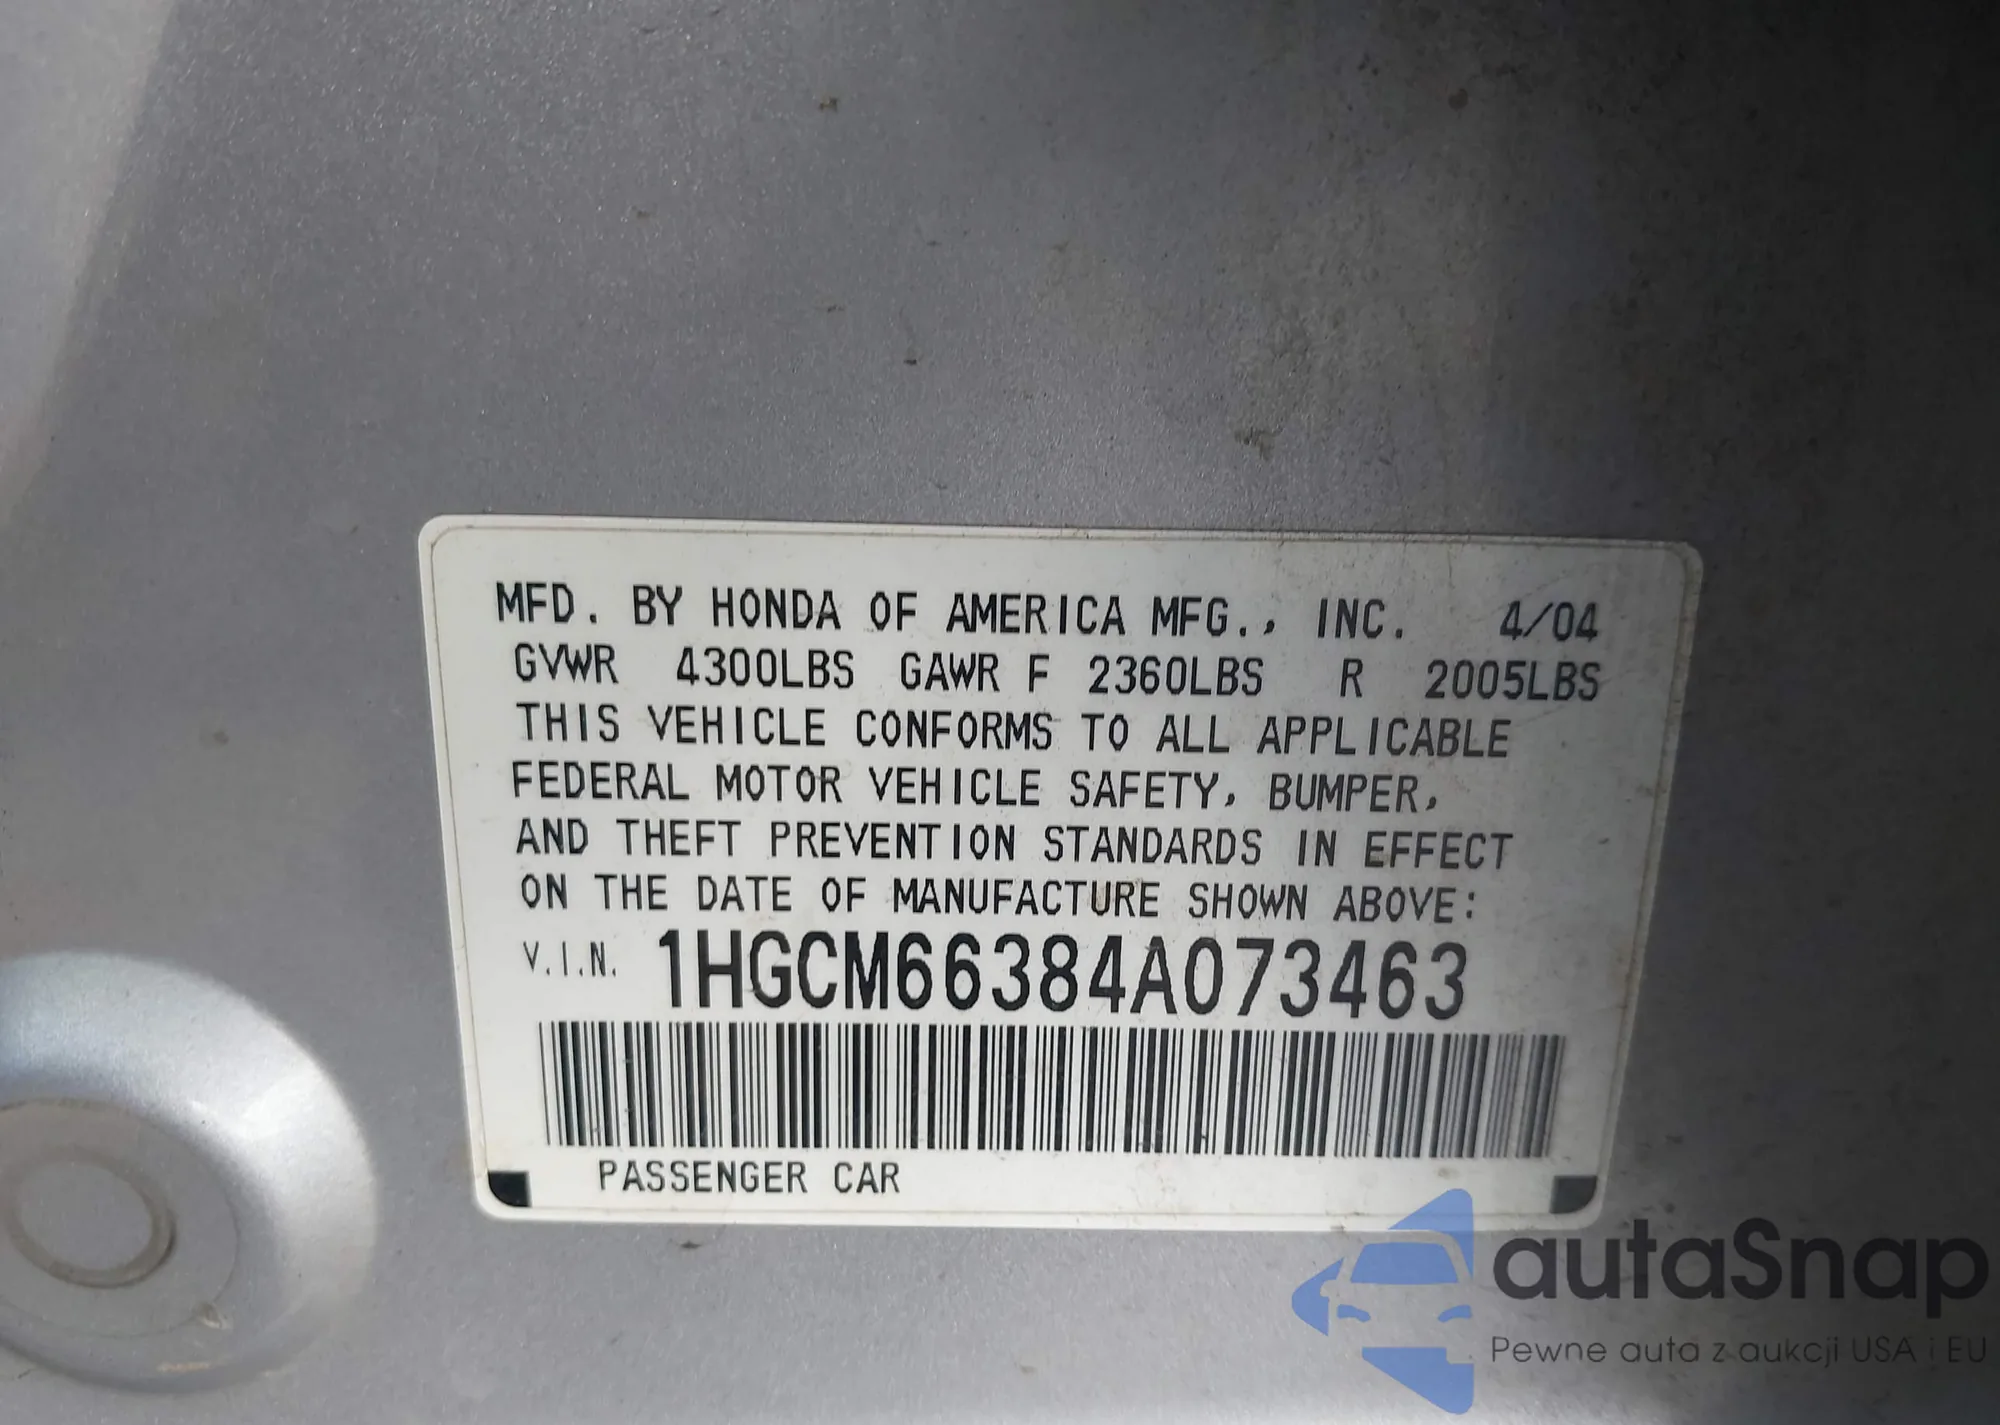 MFD. BY HONDA OF AMERICA MFG., INC. 4/04
GVWR 4300LBS GAWR F 2360LBS R 2005LBS
THIS VEHICLE CONFORMS TO ALL APPLICABLE
FEDERAL MOTOR VEHICLE SAFETY, BUMPER,
AND THEFT PREVENTION STANDARDS IN EFFECT
ON THE DATE OF MANUFACTURE SHOWN ABOVE:
V.I.N. 1HGCM66384A073463
PASSENGER CAR
autaSnap
Pewne auta z aukcji USA i EU